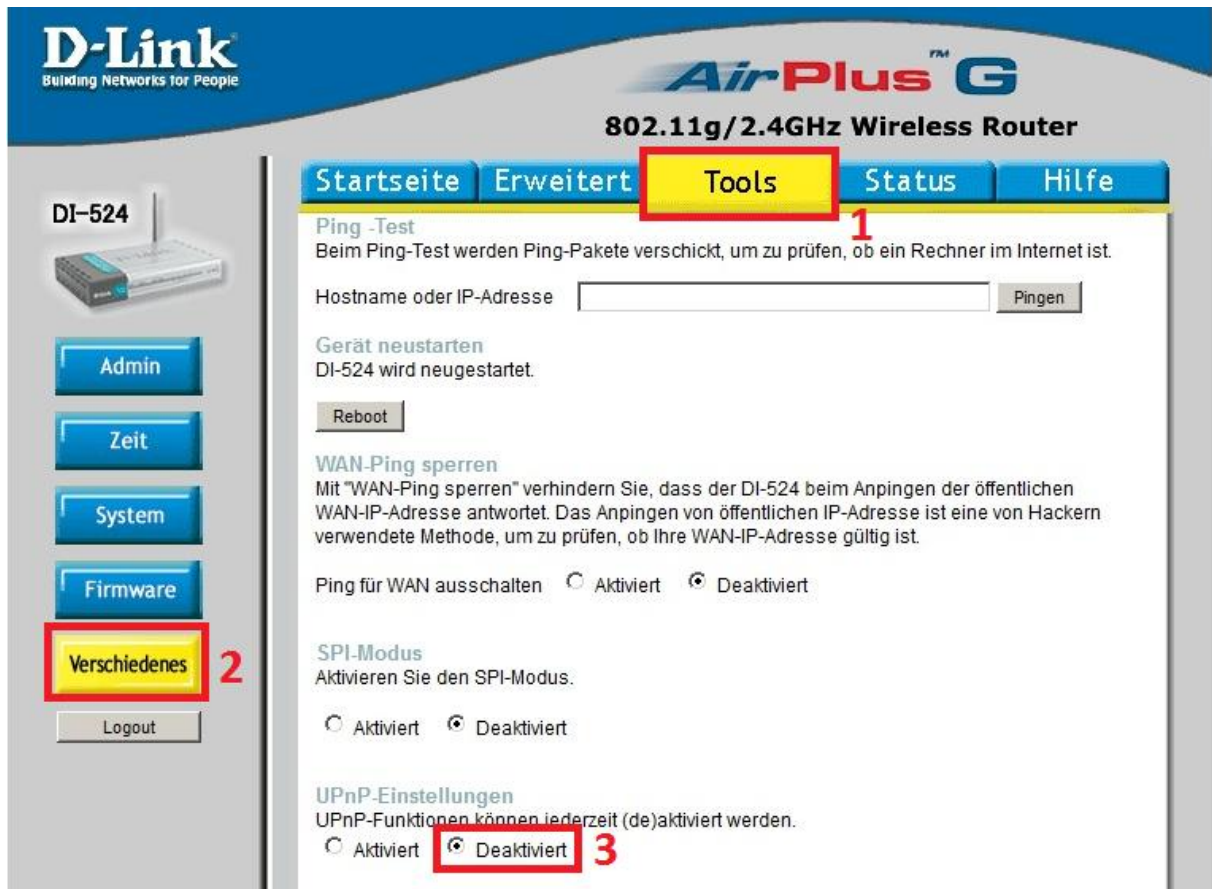 D-Link
Building Networks for People
AirPlus™G
802.11g/2.4GHz Wireless Router
Startseite Erweitert Tools Status Hilfe
1
DI-524
Ping -Test
Beim Ping-Test werden Ping-Pakete verschickt, um zu prüfen, ob ein Rechner im Internet ist.
Hostname oder IP-Adresse Pingen
Gerät neustarten
DI-524 wird neugestartet.
Reboot
WAN-Ping sperren
Mit "WAN-Ping sperren" verhindern Sie, dass der DI-524 beim Anpingen der öffentlichen
WAN-IP-Adresse antwortet. Das Anpingen von öffentlichen IP-Adresse ist eine von Hackern
verwendete Methode, um zu prüfen, ob Ihre WAN-IP-Adresse gültig ist.
Ping für WAN ausschalten Aktiviert Deaktiviert
SPI-Modus
Aktivieren Sie den SPI-Modus.
Aktiviert Deaktiviert
UPnP-Einstellungen
UPnP-Funktionen können jederzeit (de)aktiviert werden.
Aktiviert Deaktiviert 3
Admin
Zeit
System
Firmware
Verschiedenes 2
Logout